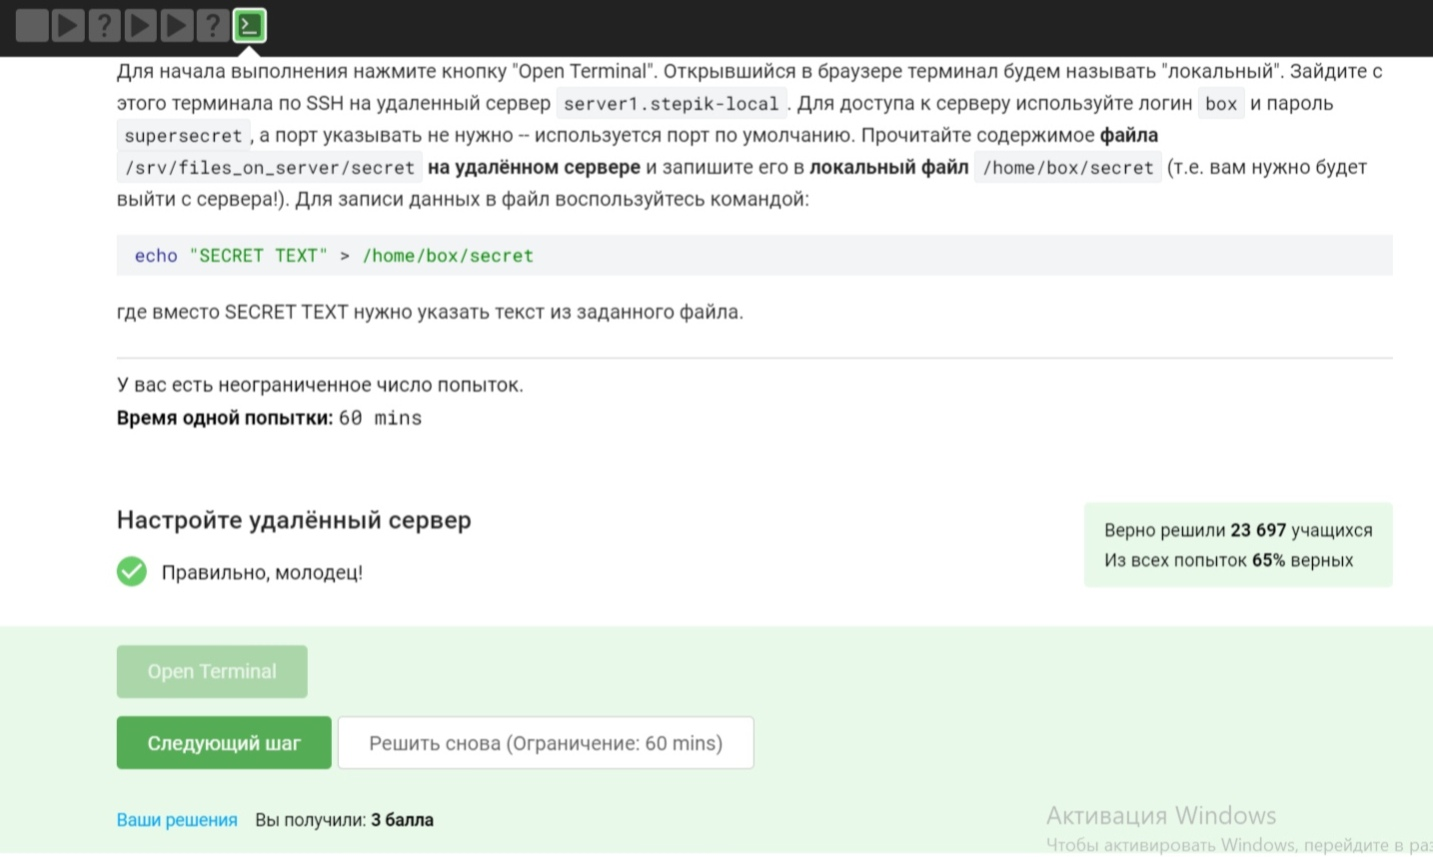 Для начала выполнения нажмите кнопку "Open Terminal". Открывшийся в браузере терминал будем называть "локальный". Зайдите с
этого терминала по SSH на удаленный сервер server1.stepik-local . Для доступа к серверу используйте логин box и пароль
supersecret , а порт указывать не нужно -- используется порт по умолчанию. Прочитайте содержимое файла
/srv/files_on_server/secret на удалённом сервере и запишите его в локальный файл /home/box/secret (т.е. вам нужно будет
выйти с сервера!). Для записи данных в файл воспользуйтесь командой:
echo "SECRET TEXT" > /home/box/secret
где вместо SECRET TEXT нужно указать текст из заданного файла.
У вас есть неограниченное число попыток.
Время одной попытки: 60 mins
Настройте удалённый сервер
Правильно, молодец!
Верно решили 23 697 учащихся
Из всех попыток 65% верных
Open Terminal
Следующий шаг
Решить снова (Ограничение: 60 mins)
Ваши решения Вы получили: 3 балла
Активация Windows
Чтобы активировать Windows, перейдите в